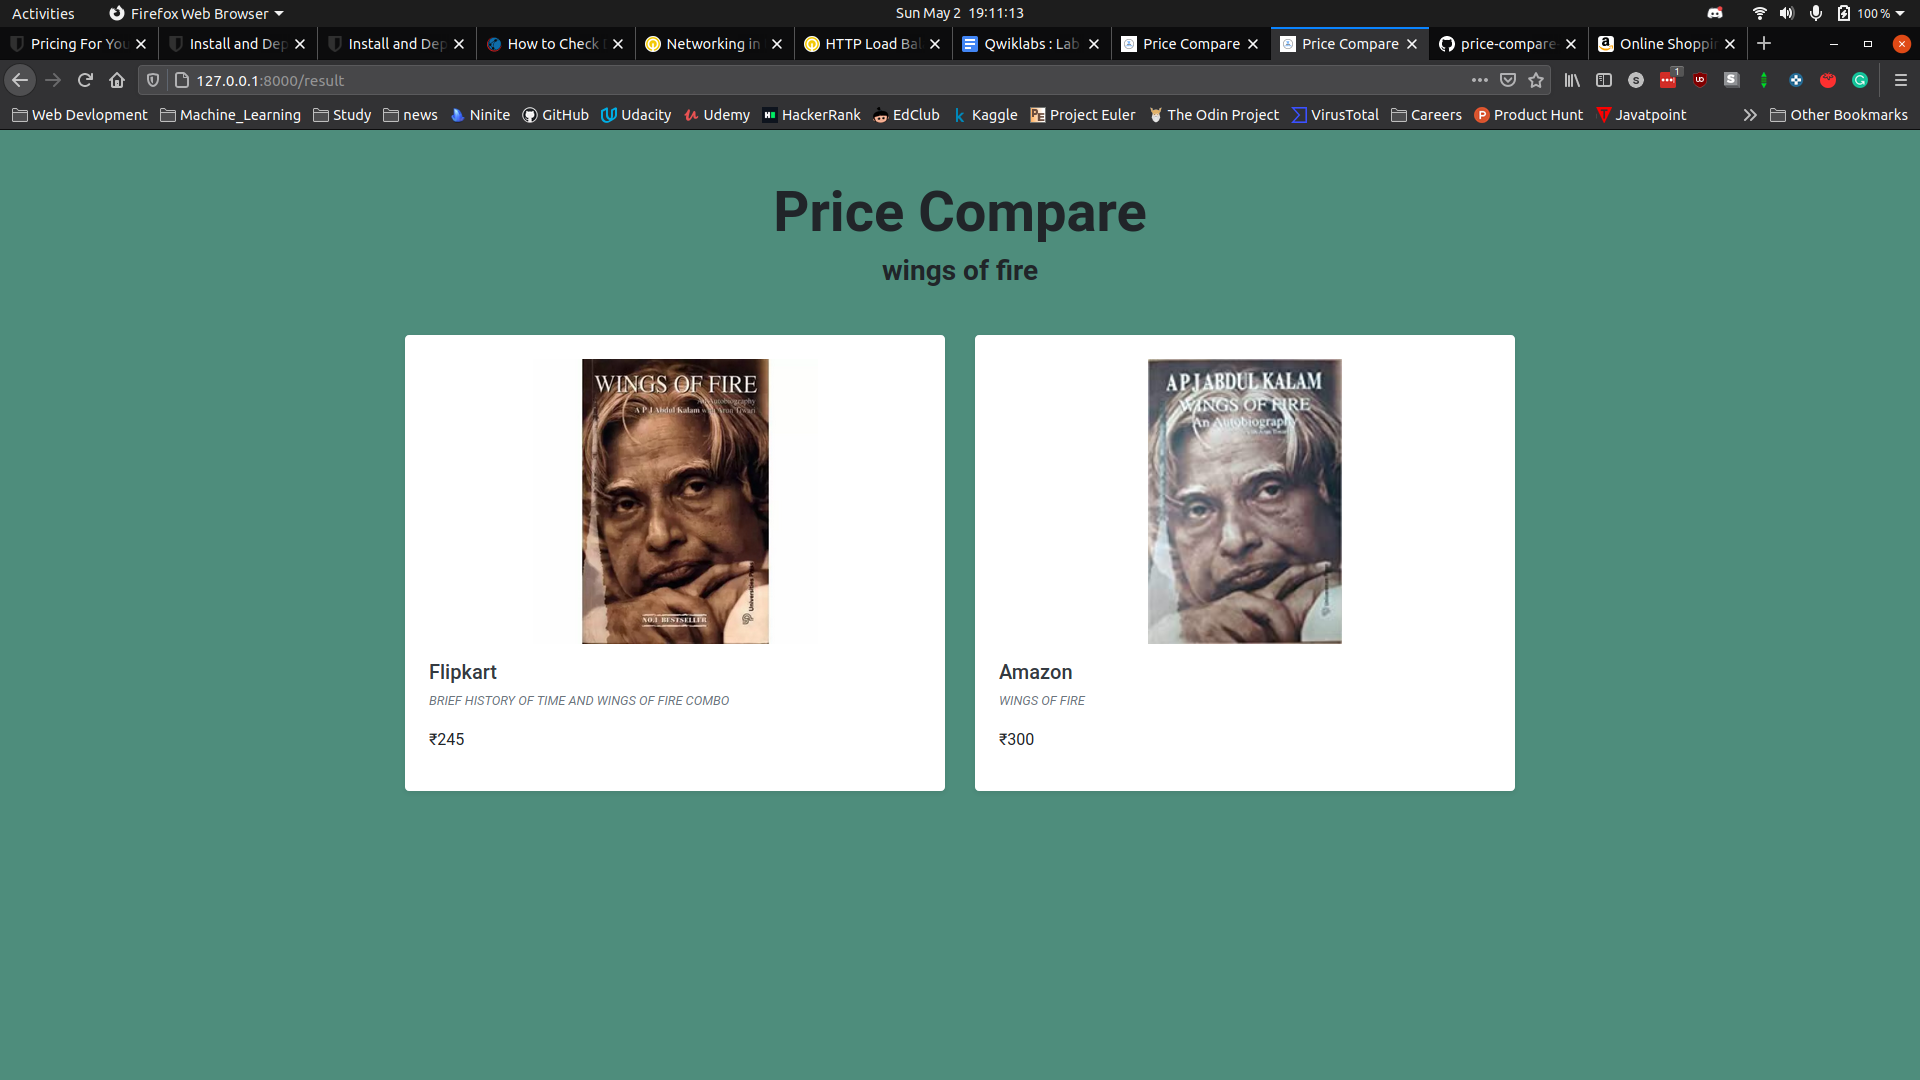 Activities Firefox Web Browser Sun May 2 19:11:13 100 %
Pricing For You Install and Dep Install and Dep How to Check Networking in HTTP Load Bal Qwiklabs : Lab Price Compare Price Compare price-compare Online Shoppin
127.0.0.1:8000/result 1
Web Devlopment Machine_Learning Study news Ninite GitHub Udacity Udemy HackerRank EdClub Kaggle Project Euler The Odin Project VirusTotal Careers Product Hunt Javatpoint Other Bookmarks
Price Compare
wings of fire
WINGS OF FIRE
An Autobiography
A P J Abdul Kalam with Arun Tiwari
Universities Press
NO.1 BESTSELLER
Flipkart
BRIEF HISTORY OF TIME AND WINGS OF FIRE COMBO
₹245
A P J ABDUL KALAM
WINGS OF FIRE
An Autobiography
Amazon
WINGS OF FIRE
₹300